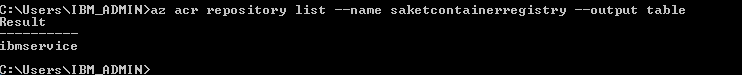 C:\Users\IBM_ADMIN>az acr repository list --name saketcontainerregistry --output table
Result
----------
ibmservice
C:\Users\IBM_ADMIN>